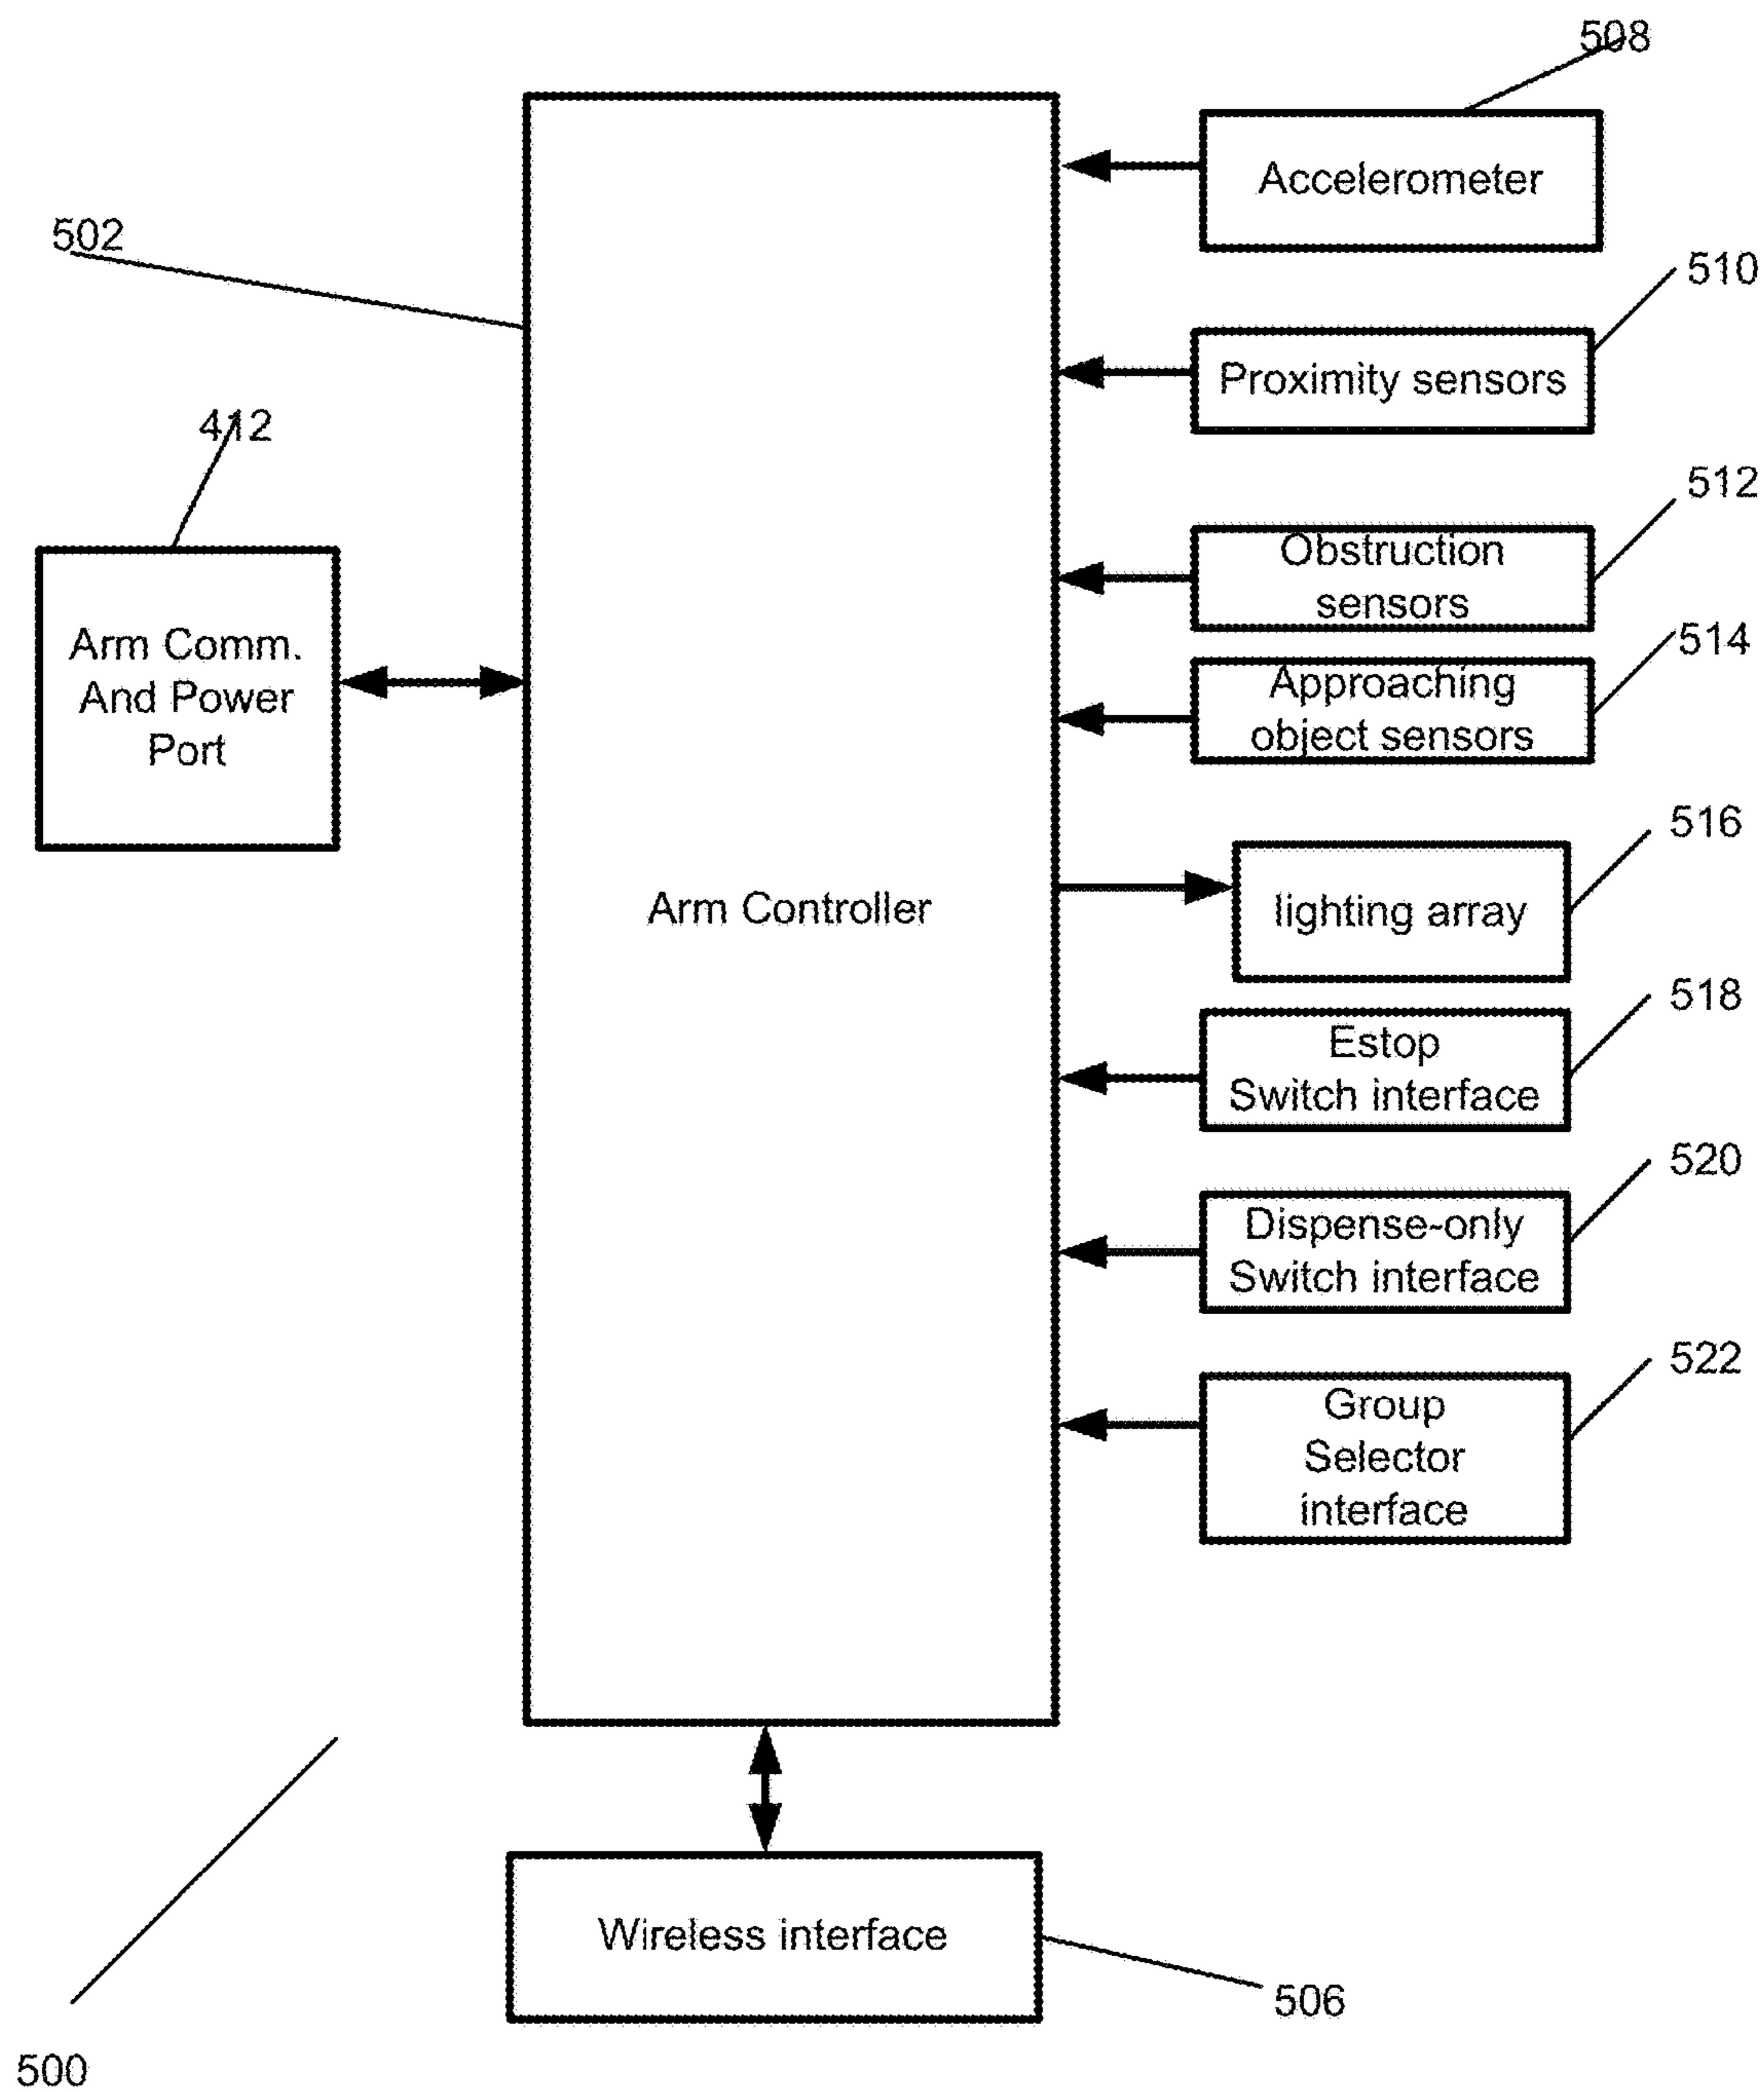 508
Accelerometer
502
510
Proximity sensors
412
512
Obstruction
sensors
514
Arm Comm.
And Power
Port
Approaching
object sensors
516
Arm Controller
lighting array
518
Estop
Switch interface
520
Dispense-only
Switch interface
522
Group
Selector
interface
Wireless interface
506
500